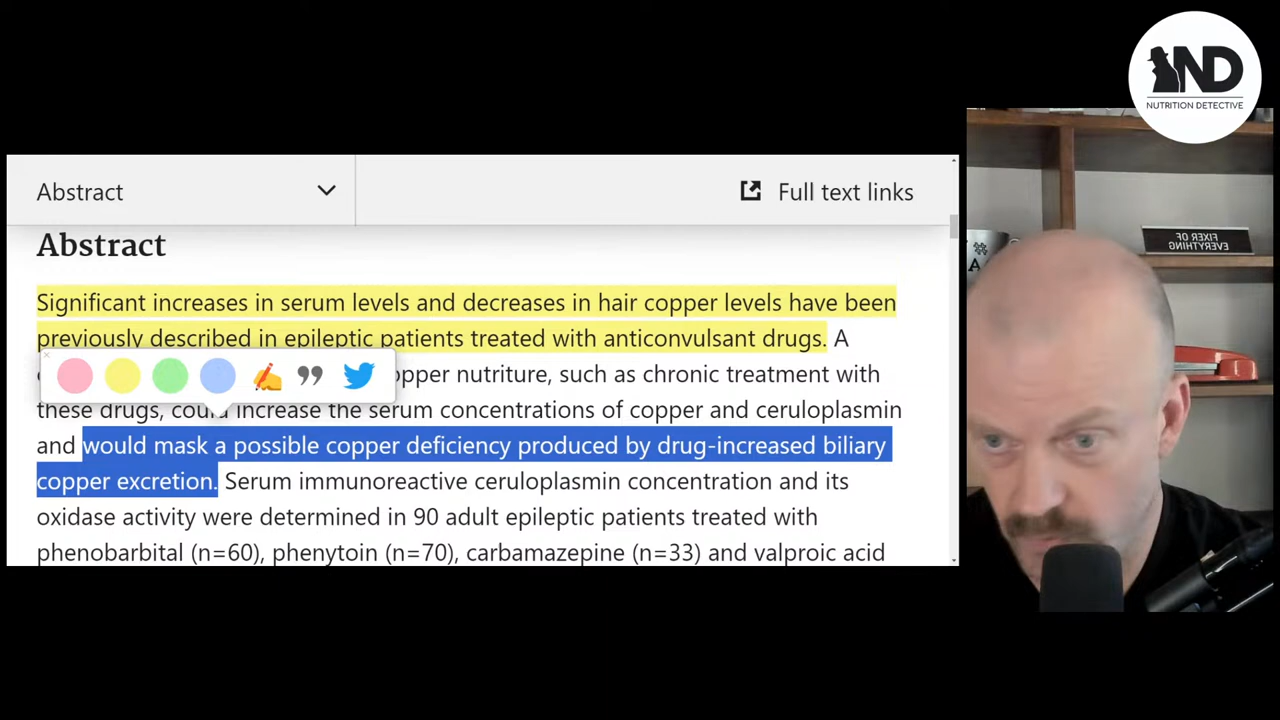 ND
NUTRITION DETECTIVE
Abstract
Full text links
Abstract
Significant increases in serum levels and decreases in hair copper levels have been
previously described in epileptic patients treated with anticonvulsant drugs. A
opper nutriture, such as chronic treatment with
these drugs, could increase the serum concentrations of copper and ceruloplasmin
and would mask a possible copper deficiency produced by drug-increased biliary
copper excretion. Serum immunoreactive ceruloplasmin concentration and its
oxidase activity were determined in 90 adult epileptic patients treated with
phenobarbital (n=60), phenytoin (n=70), carbamazepine (n=33) and valproic acid
FIXER OF
EVERYTHING